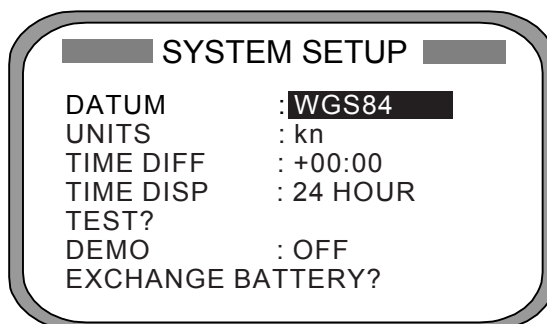 SYSTEM SETUP
DATUM : WGS84
UNITS : kn
TIME DIFF : +00:00
TIME DISP : 24 HOUR
TEST?
DEMO : OFF
EXCHANGE BATTERY?